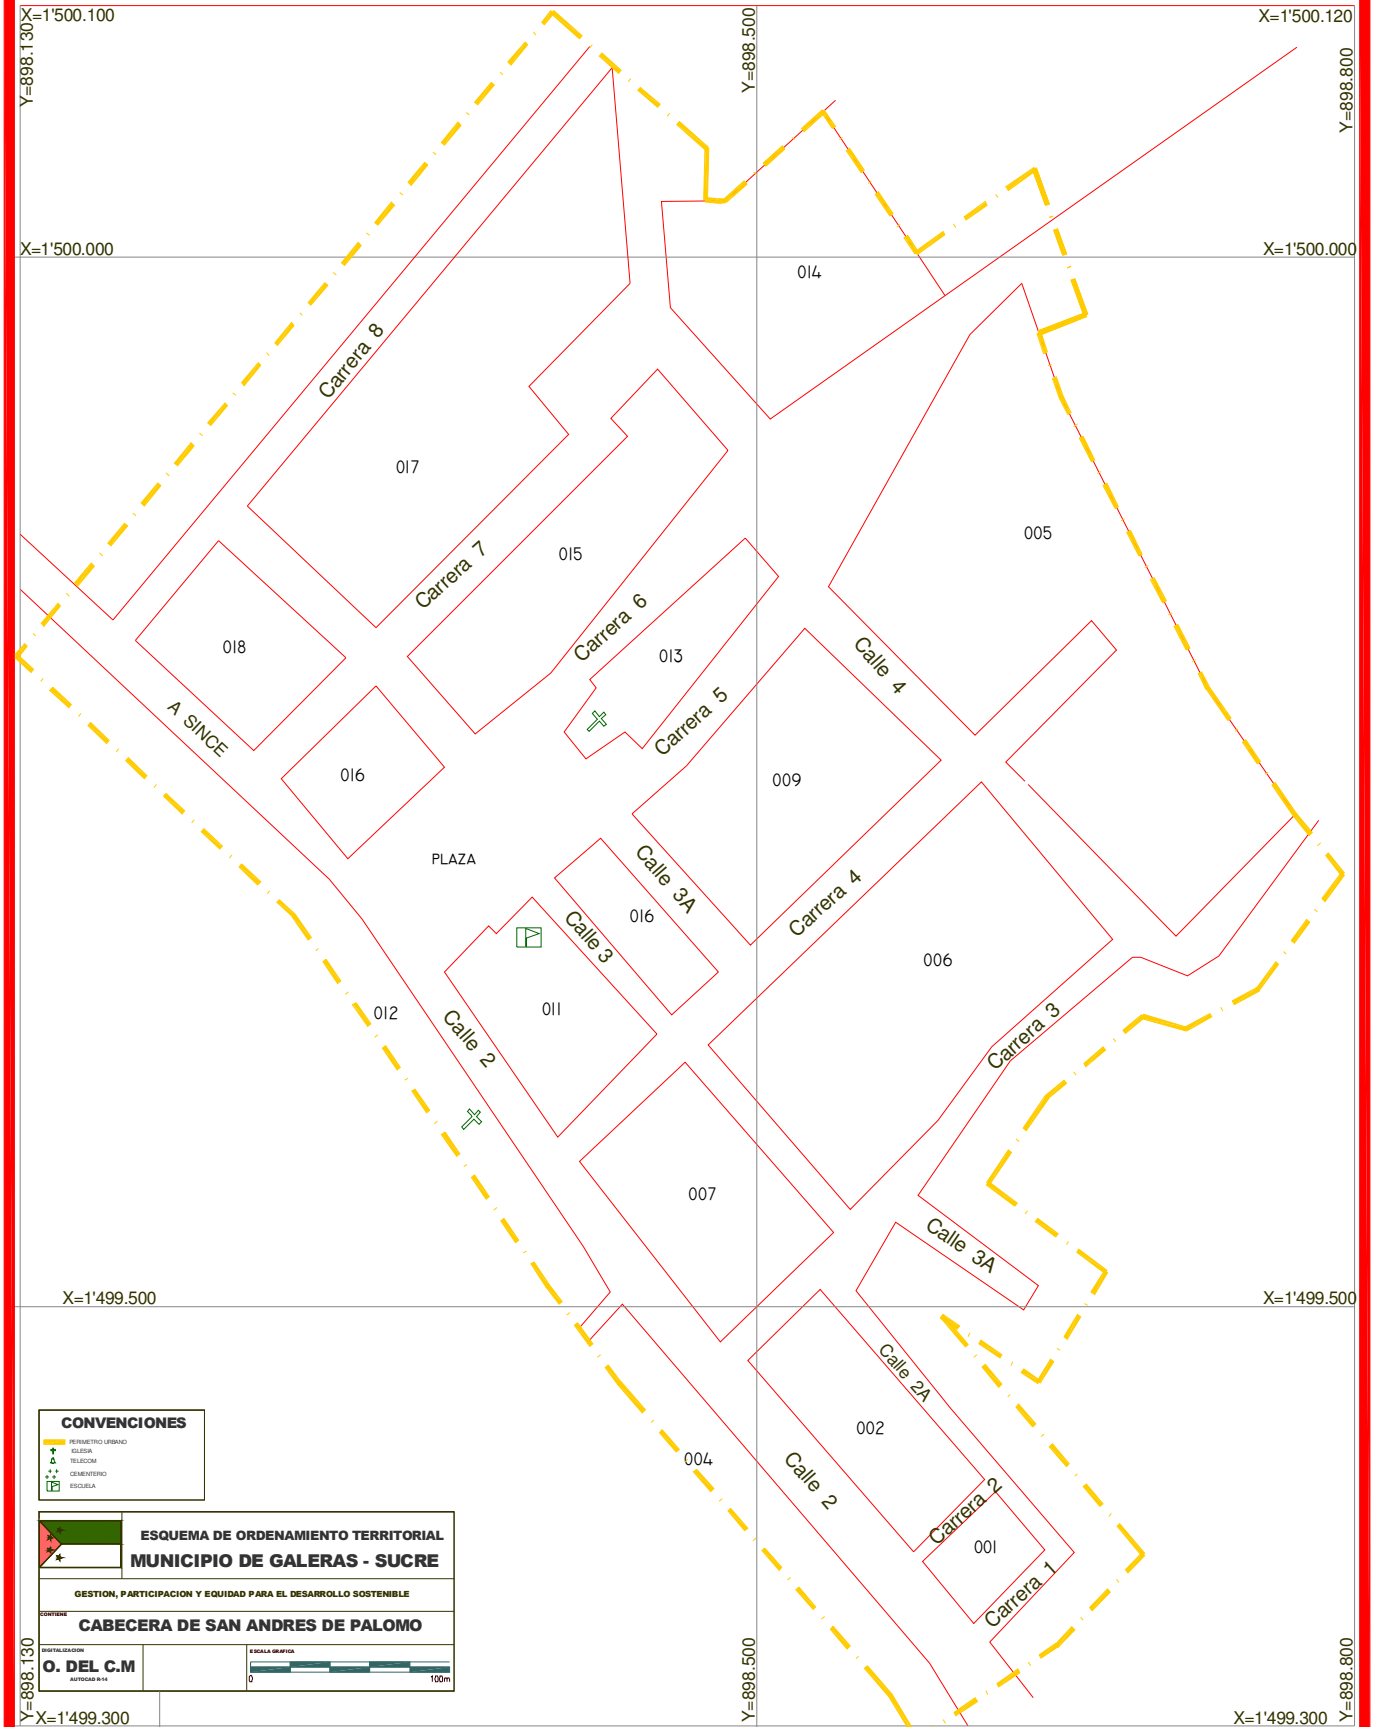 X=1'500.100
X=1'500.120
Y=898.130
Y=898.500
Y=898.800
X=1'500.000
X=1'500.000
014
Carrera 8
017
005
015
Carrera 7
Carrera 6
018
013
Calle 4
A SINCE
Carrera 5
016
009
PLAZA
Calle 3A
Carrera 4
016
Calle 3
006
011
012
Calle 2
Carrera 3
007
Calle 3A
X=1'499.500
X=1'499.500
Calle 2A
002
004
Calle 2
Carrera 2
001
Carrera 1
CONVENCIONES
PERIMETRO URBANO
IGLESIA
TELECOM
CEMENTERIO
ESCUELA
ESQUEMA DE ORDENAMIENTO TERRITORIAL
MUNICIPIO DE GALERAS - SUCRE
GESTION, PARTICIPACION Y EQUIDAD PARA EL DESARROLLO SOSTENIBLE
CONTIENE
CABECERA DE SAN ANDRES DE PALOMO
DIGITALIZACION
O. DEL C.M
AUTOCAD R-14
ESCALA GRAFICA
0 100m
Y=898.130
Y=898.500
Y=898.800
X=1'499.300
X=1'499.300